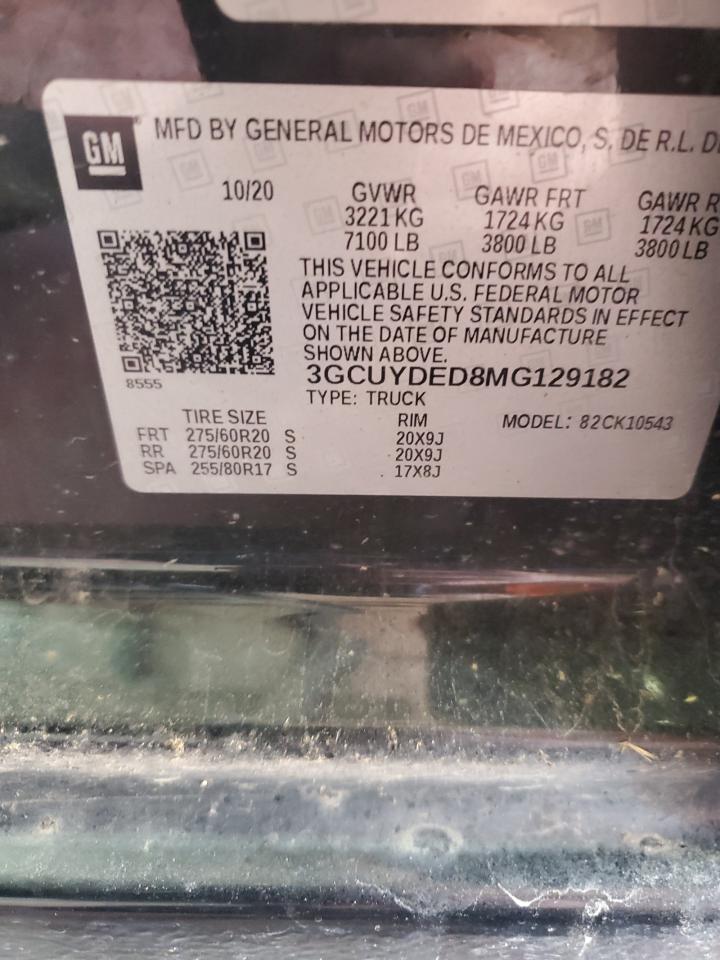 GM MFD BY GENERAL MOTORS DE MEXICO, S. DE R.L.
10/20 GVWR GAWR FRT GAWR
3221 KG 1724 KG 1724 KG
7100 LB 3800 LB 3800 LB
THIS VEHICLE CONFORMS TO ALL
APPLICABLE U.S. FEDERAL MOTOR
VEHICLE SAFETY STANDARDS IN EFFECT
ON THE DATE OF MANUFACTURE
SHOWN ABOVE.
8555 3GCUYDED8MG129182
TYPE: TRUCK
TIRE SIZE RIM MODEL: 82CK10543
FRT 275/60R20 S 20X9J
RR 275/60R20 S 20X9J
SPA 255/80R17 S 17X8J